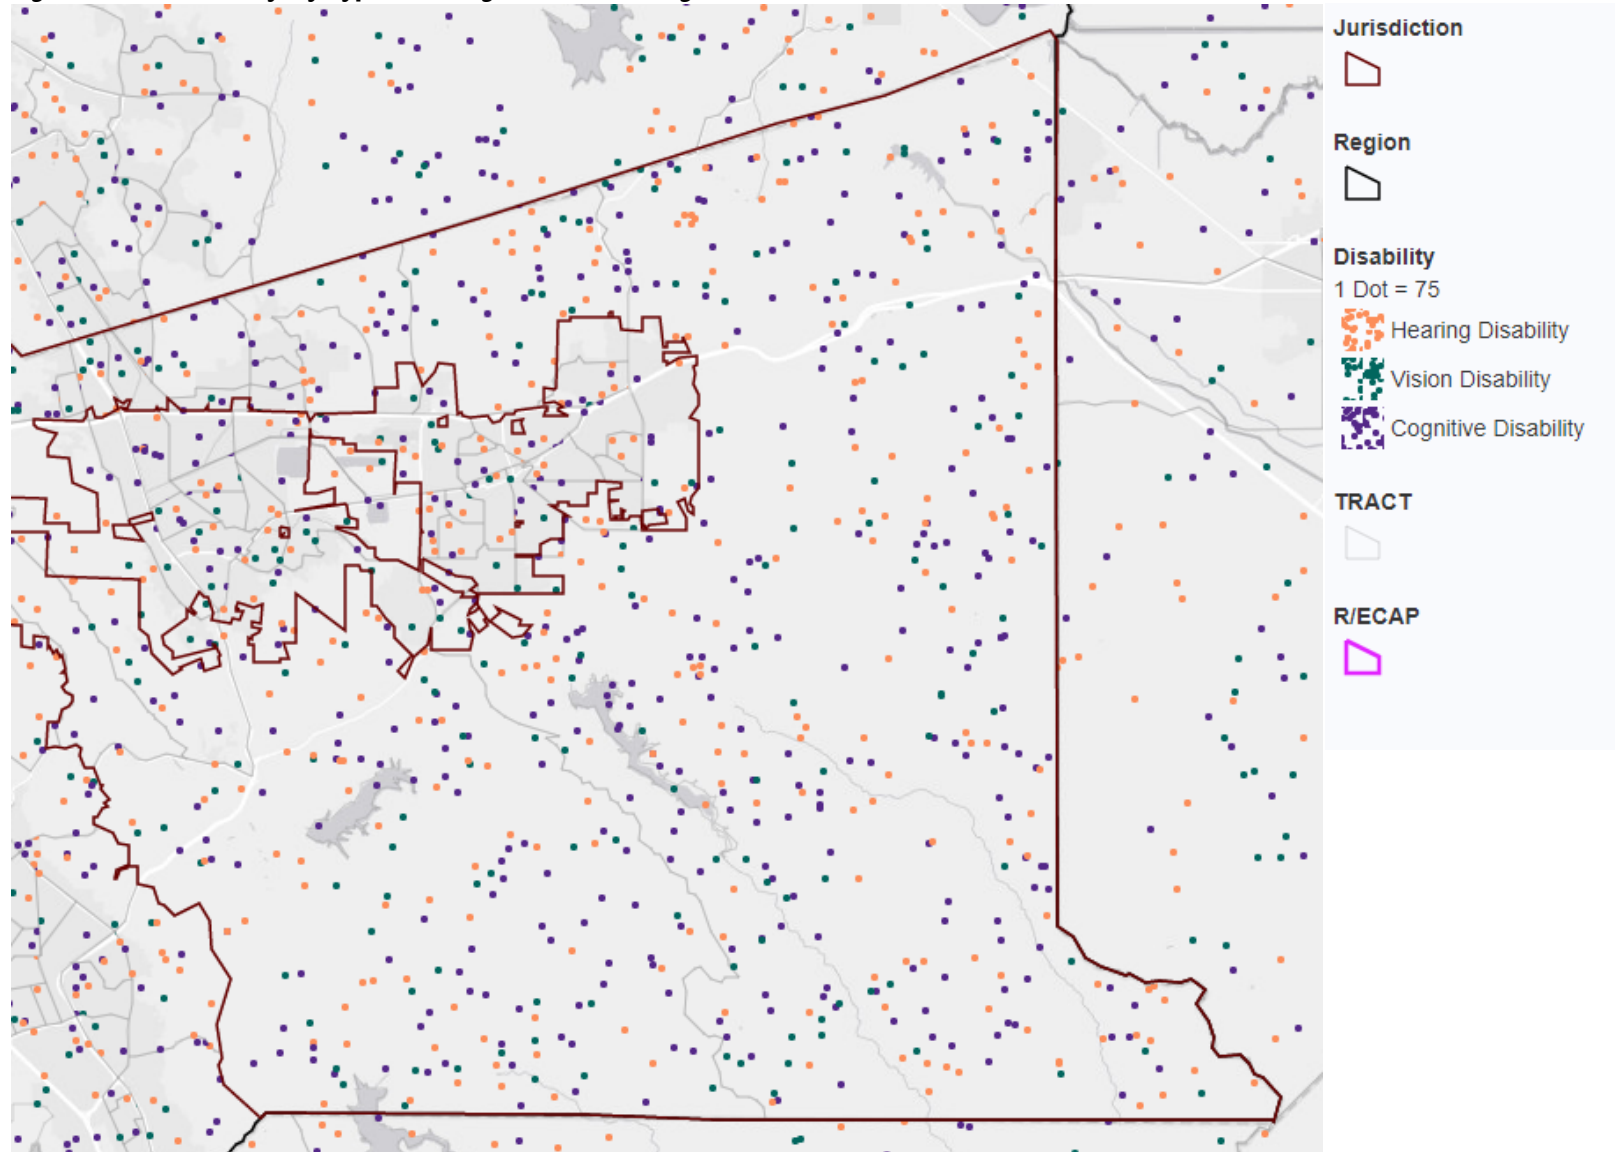 Jurisdiction
Region
Disability
1 Dot = 75
Hearing Disability
Vision Disability
Cognitive Disability
TRACT
R/ECAP